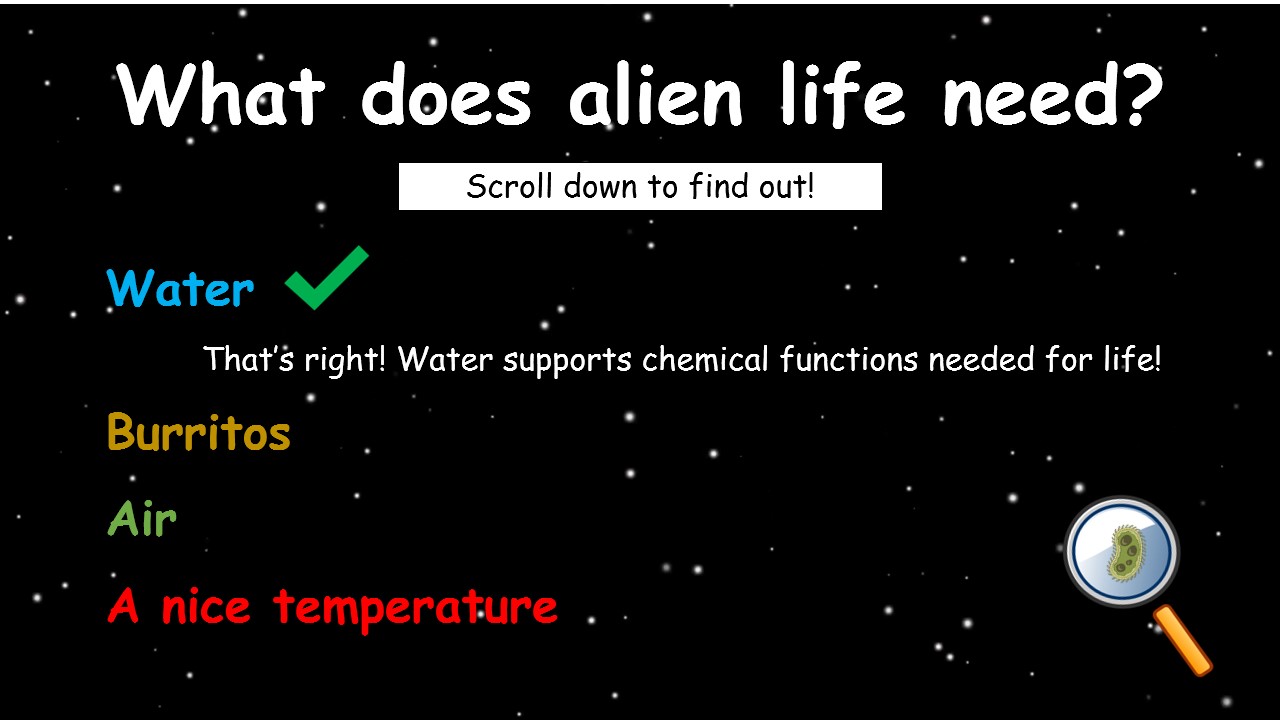 What does alien life need?
Scroll down to find out!
Water
That's right! Water supports chemical functions needed for life!
Burritos
Air
A nice temperature